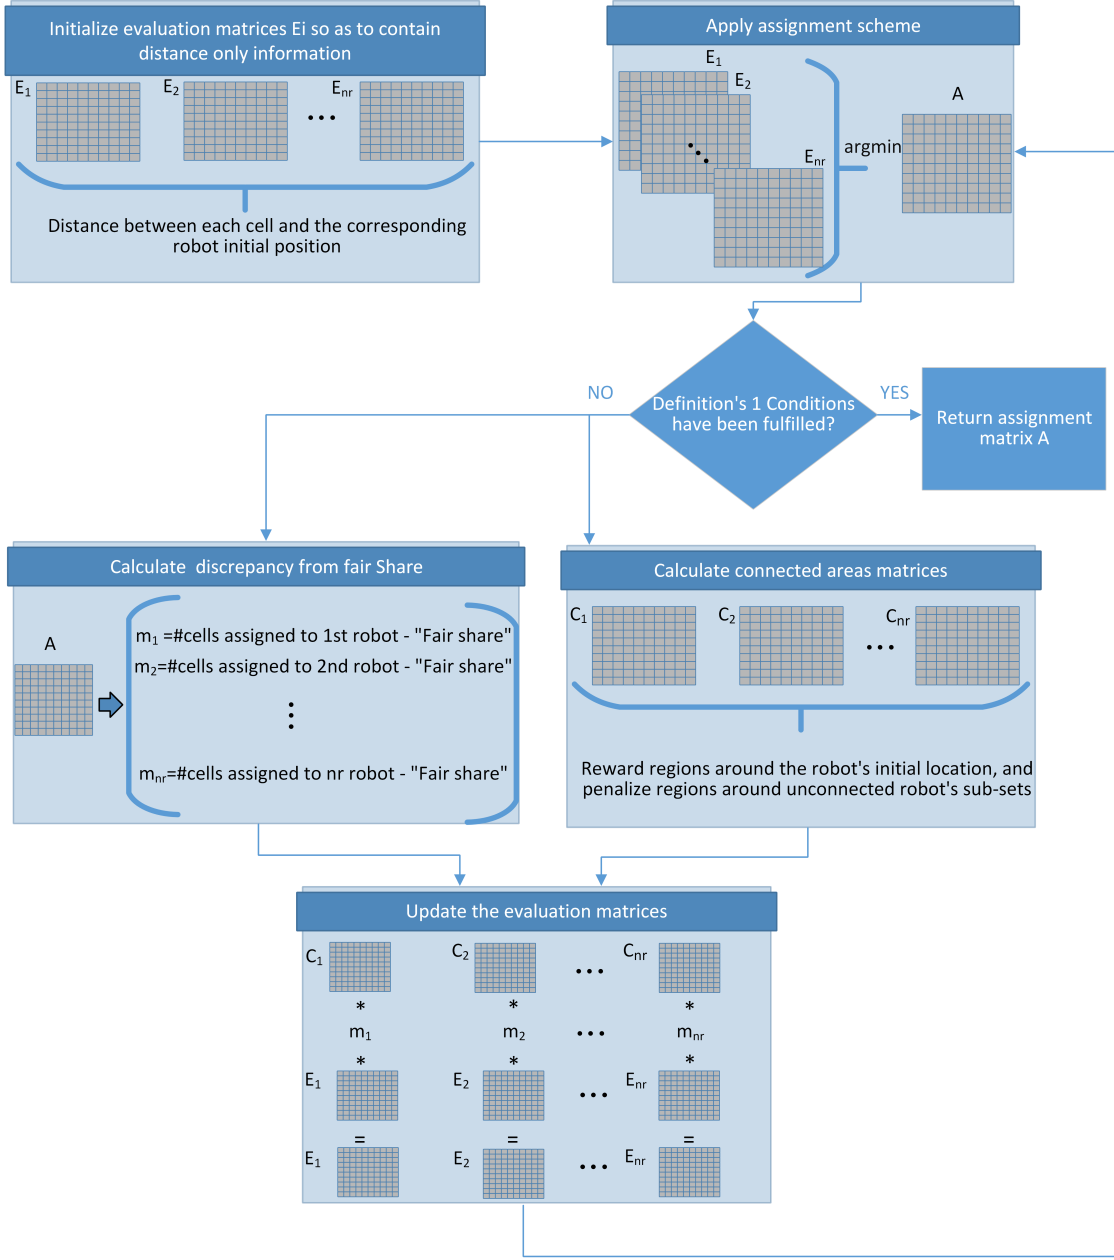 Initialize evaluation matrices Ei so as to contain
distance only information
E1
E2
Enr
...
Distance between each cell and the corresponding
robot initial position
Apply assignment scheme
E1
E2
Enr
argmin
A
Definition's 1 Conditions
have been fulfilled?
NO
YES
Return assignment
matrix A
Calculate discrepancy from fair Share
A
m1 =#cells assigned to 1st robot - "Fair share"
m2=#cells assigned to 2nd robot - "Fair share"
mnr=#cells assigned to nr robot - "Fair share"
Calculate connected areas matrices
C1
C2
Cnr
...
Reward regions around the robot's initial location, and
penalize regions around unconnected robot's sub-sets
Update the evaluation matrices
C1 C2 ... Cnr
* * *
m1 m2 ... mnr
* * *
E1 E2 ... Enr
= = =
E1 E2 ... Enr